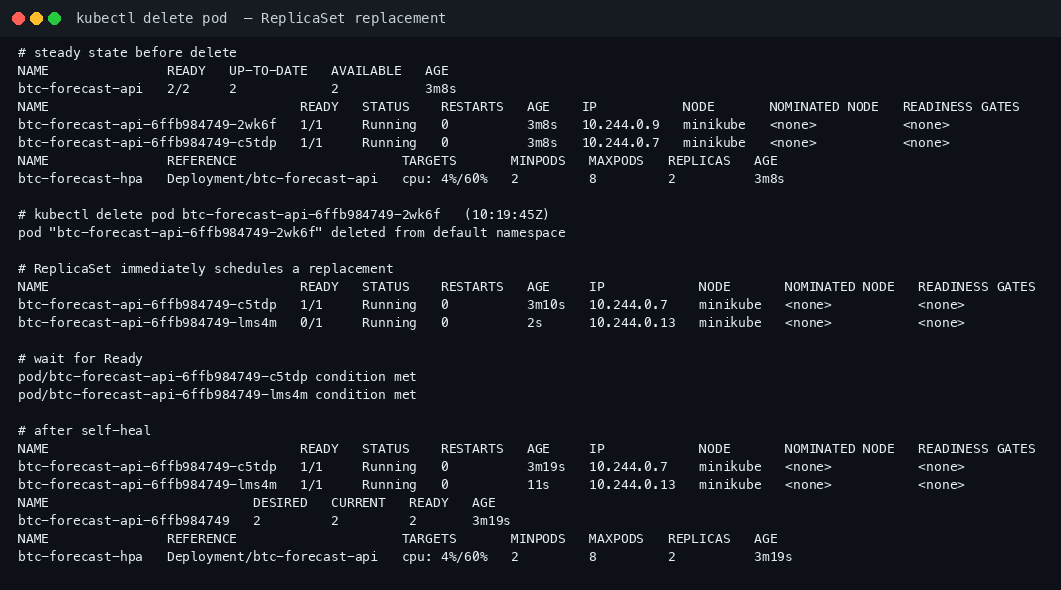 kubectl delete pod — ReplicaSet replacement
# steady state before delete
NAME               READY   UP-TO-DATE   AVAILABLE   AGE
btc-forecast-api   2/2     2            2           3m8s
NAME                                READY   STATUS    RESTARTS   AGE    IP           NODE       NOMINATED NODE   READINESS GATES
btc-forecast-api-6ffb984749-2wk6f   1/1     Running   0          3m8s   10.244.0.9   minikube   <none>           <none>
btc-forecast-api-6ffb984749-c5tdp   1/1     Running   0          3m8s   10.244.0.7   minikube   <none>           <none>
NAME               REFERENCE                     TARGETS       MINPODS   MAXPODS   REPLICAS   AGE
btc-forecast-hpa   Deployment/btc-forecast-api   cpu: 4%/60%   2         8         2          3m8s

# kubectl delete pod btc-forecast-api-6ffb984749-2wk6f   (10:19:45Z)
pod "btc-forecast-api-6ffb984749-2wk6f" deleted from default namespace

# ReplicaSet immediately schedules a replacement
NAME                                READY   STATUS    RESTARTS   AGE     IP            NODE       NOMINATED NODE   READINESS GATES
btc-forecast-api-6ffb984749-c5tdp   1/1     Running   0          3m10s   10.244.0.7    minikube   <none>           <none>
btc-forecast-api-6ffb984749-lms4m   0/1     Running   0          2s      10.244.0.13   minikube   <none>           <none>

# wait for Ready
pod/btc-forecast-api-6ffb984749-c5tdp condition met
pod/btc-forecast-api-6ffb984749-lms4m condition met

# after self-heal
NAME                                READY   STATUS    RESTARTS   AGE     IP            NODE       NOMINATED NODE   READINESS GATES
btc-forecast-api-6ffb984749-c5tdp   1/1     Running   0          3m19s   10.244.0.7    minikube   <none>           <none>
btc-forecast-api-6ffb984749-lms4m   1/1     Running   0          11s     10.244.0.13   minikube   <none>           <none>
NAME                          DESIRED   CURRENT   READY   AGE
btc-forecast-api-6ffb984749   2         2         2       3m19s
NAME               REFERENCE                     TARGETS       MINPODS   MAXPODS   REPLICAS   AGE
btc-forecast-hpa   Deployment/btc-forecast-api   cpu: 4%/60%   2         8         2          3m19s